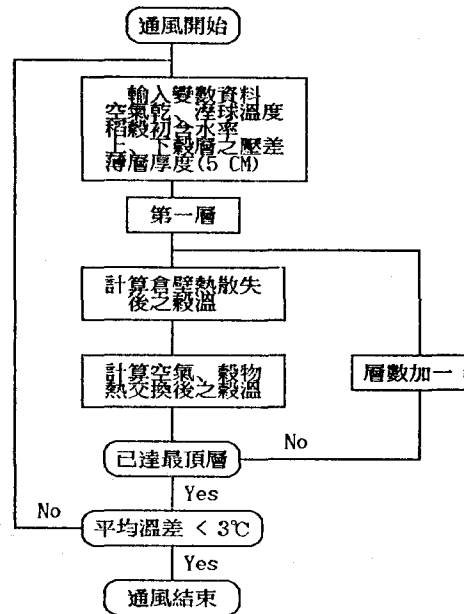 通風開始
輸入變數資料
空氣乾、溼球溫度
稻穀初含水率
上、下穀層之壓差
薄層厚度(5 CM)
第一層
計算倉壁熱散失
後之穀溫
計算空氣、穀物
熱交換後之穀溫
層數加一
已達最頂層
No
Yes
No
平均溫差 < 3℃
Yes
通風結束